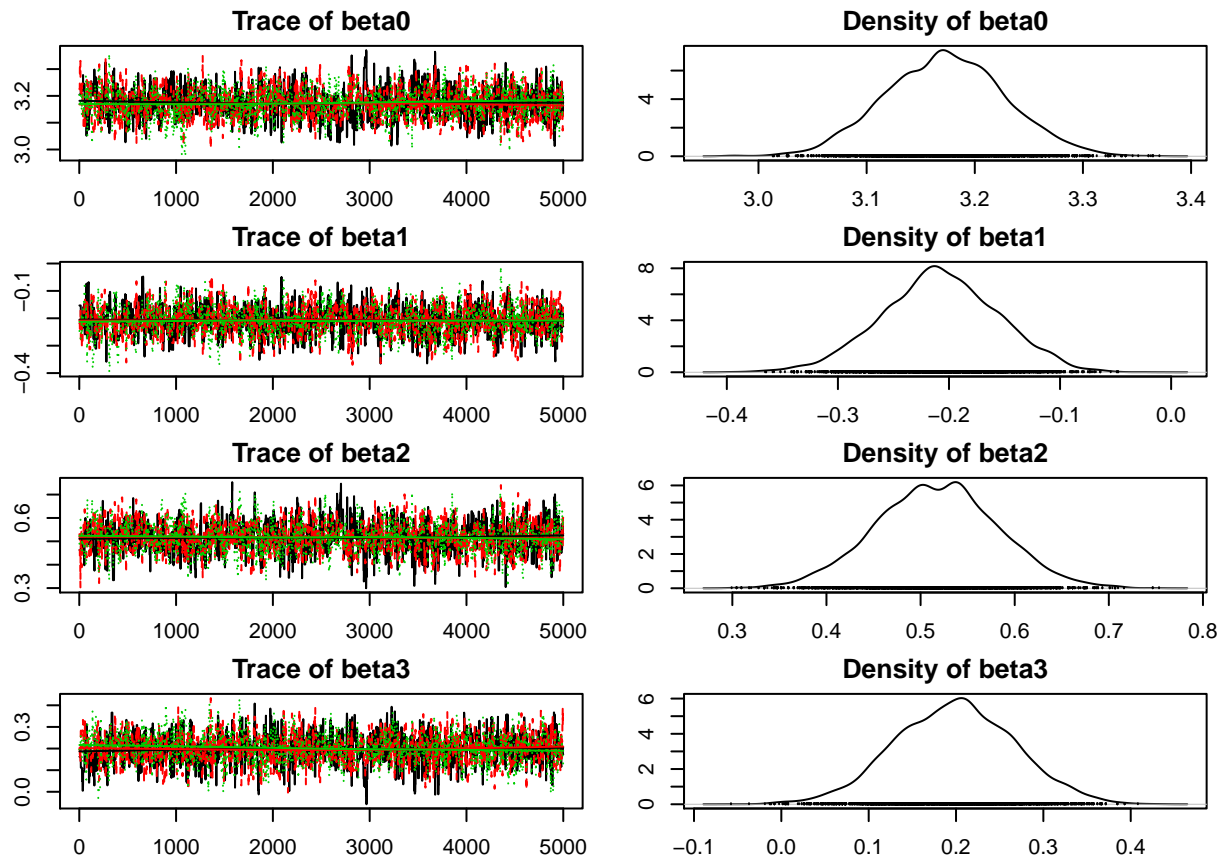 Trace of beta0
3.0 3.2
0 1000 2000 3000 4000 5000
Density of beta0
0 4
3.0 3.1 3.2 3.3 3.4
Trace of beta1
−0.4 −0.1
0 1000 2000 3000 4000 5000
Density of beta1
0 4 8
−0.4 −0.3 −0.2 −0.1 0.0
Trace of beta2
0.3 0.6
0 1000 2000 3000 4000 5000
Density of beta2
0 2 4 6
0.3 0.4 0.5 0.6 0.7 0.8
Trace of beta3
0.0 0.3
0 1000 2000 3000 4000 5000
Density of beta3
0 2 4 6
−0.1 0.0 0.1 0.2 0.3 0.4